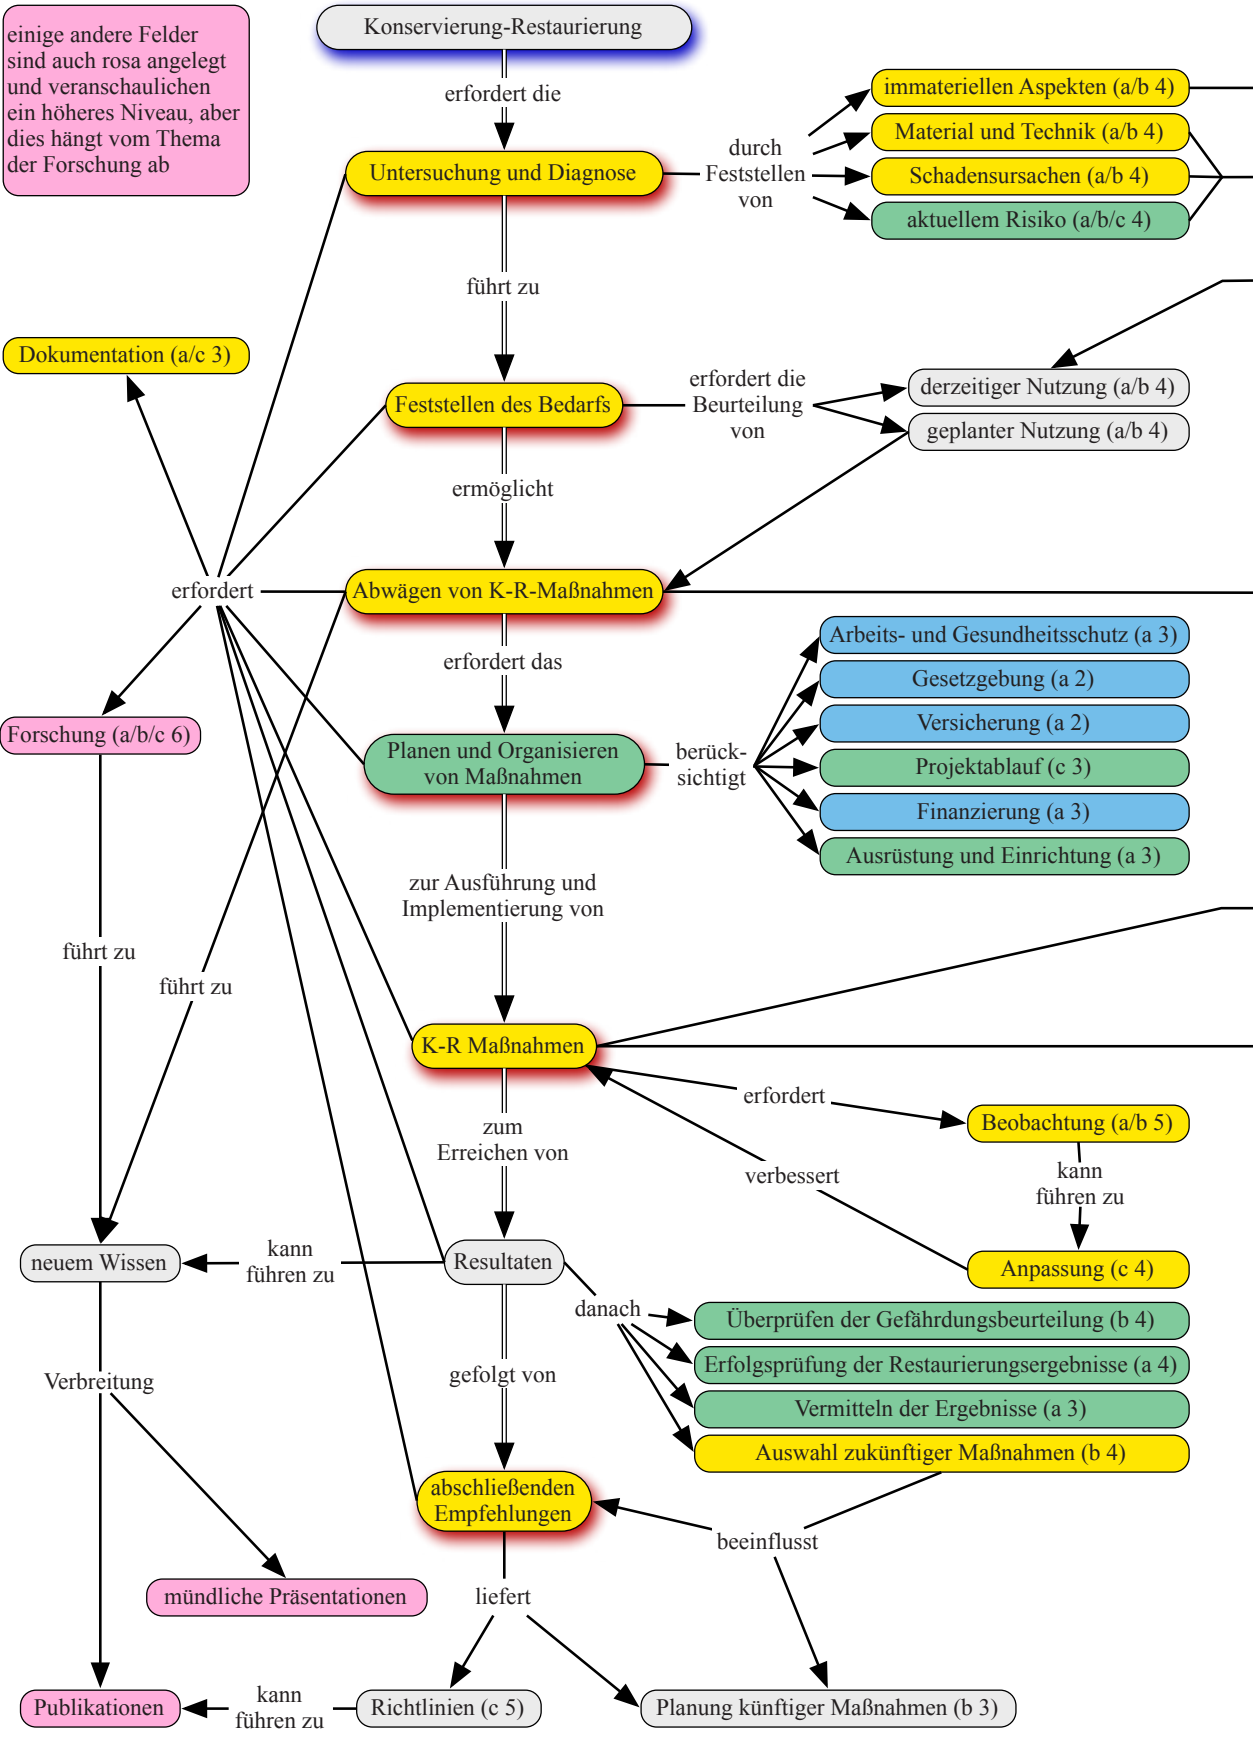 einige andere Felder
sind auch rosa angelegt
und veranschaulichen
ein höheres Niveau, aber
dies hängt vom Thema
der Forschung ab
Konservierung-Restaurierung
erfordert die
Untersuchung und Diagnose
durch
Feststellen
von
immateriellen Aspekten (a/b 4)
Material und Technik (a/b 4)
Schadensursachen (a/b 4)
aktuellem Risiko (a/b/c 4)
führt zu
Dokumentation (a/c 3)
Feststellen des Bedarfs
erfordert die
Beurteilung
von
derzeitiger Nutzung (a/b 4)
geplanter Nutzung (a/b 4)
ermöglicht
erfordert
Abwägen von K-R-Maßnahmen
erfordert das
Arbeits- und Gesundheitsschutz (a 3)
Gesetzgebung (a 2)
Versicherung (a 2)
Projektablauf (c 3)
Finanzierung (a 3)
Ausrüstung und Einrichtung (a 3)
Forschung (a/b/c 6)
Planen und Organisieren
von Maßnahmen
berück-
sichtigt
zur Ausführung und
Implementierung von
führt zu
führt zu
K-R Maßnahmen
erfordert
Beobachtung (a/b 5)
zum
Erreichen von
verbessert
kann
führen zu
neuem Wissen
kann
führen zu
Resultaten
Anpassung (c 4)
danach
Überprüfen der Gefährdungsbeurteilung (b 4)
Erfolgsprüfung der Restaurierungsergebnisse (a 4)
Vermitteln der Ergebnisse (a 3)
Auswahl zukünftiger Maßnahmen (b 4)
Verbreitung
gefolgt von
abschließenden
Empfehlungen
beeinflusst
mündliche Präsentationen
liefert
Publikationen
kann
führen zu
Richtlinien (c 5)
Planung künftiger Maßnahmen (b 3)